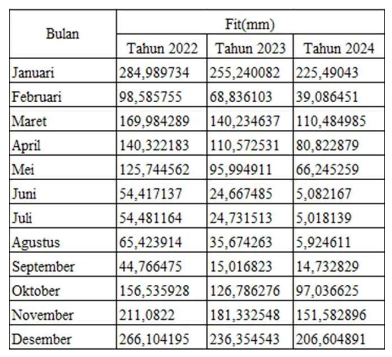 Bulan Fit(mm)
Tahun 2022 Tahun 2023 Tahun 2024
Januari 284,989734 255,240082 225,49043
Februari 98,585755 68,836103 39,086451
Maret 169,984289 140,234637 110,484985
April 140,322183 110,572531 80,822879
Mei 125,744562 95,994911 66,245259
Juni 54,417137 24,667485 5,082167
Juli 54,481164 24,731513 5,018139
Agustus 65,423914 35,674263 5,924611
September 44,766475 15,016823 14,732829
Oktober 156,535928 126,786276 97,036625
November 211,0822 181,332548 151,582896
Desember 266,104195 236,354543 206,604891